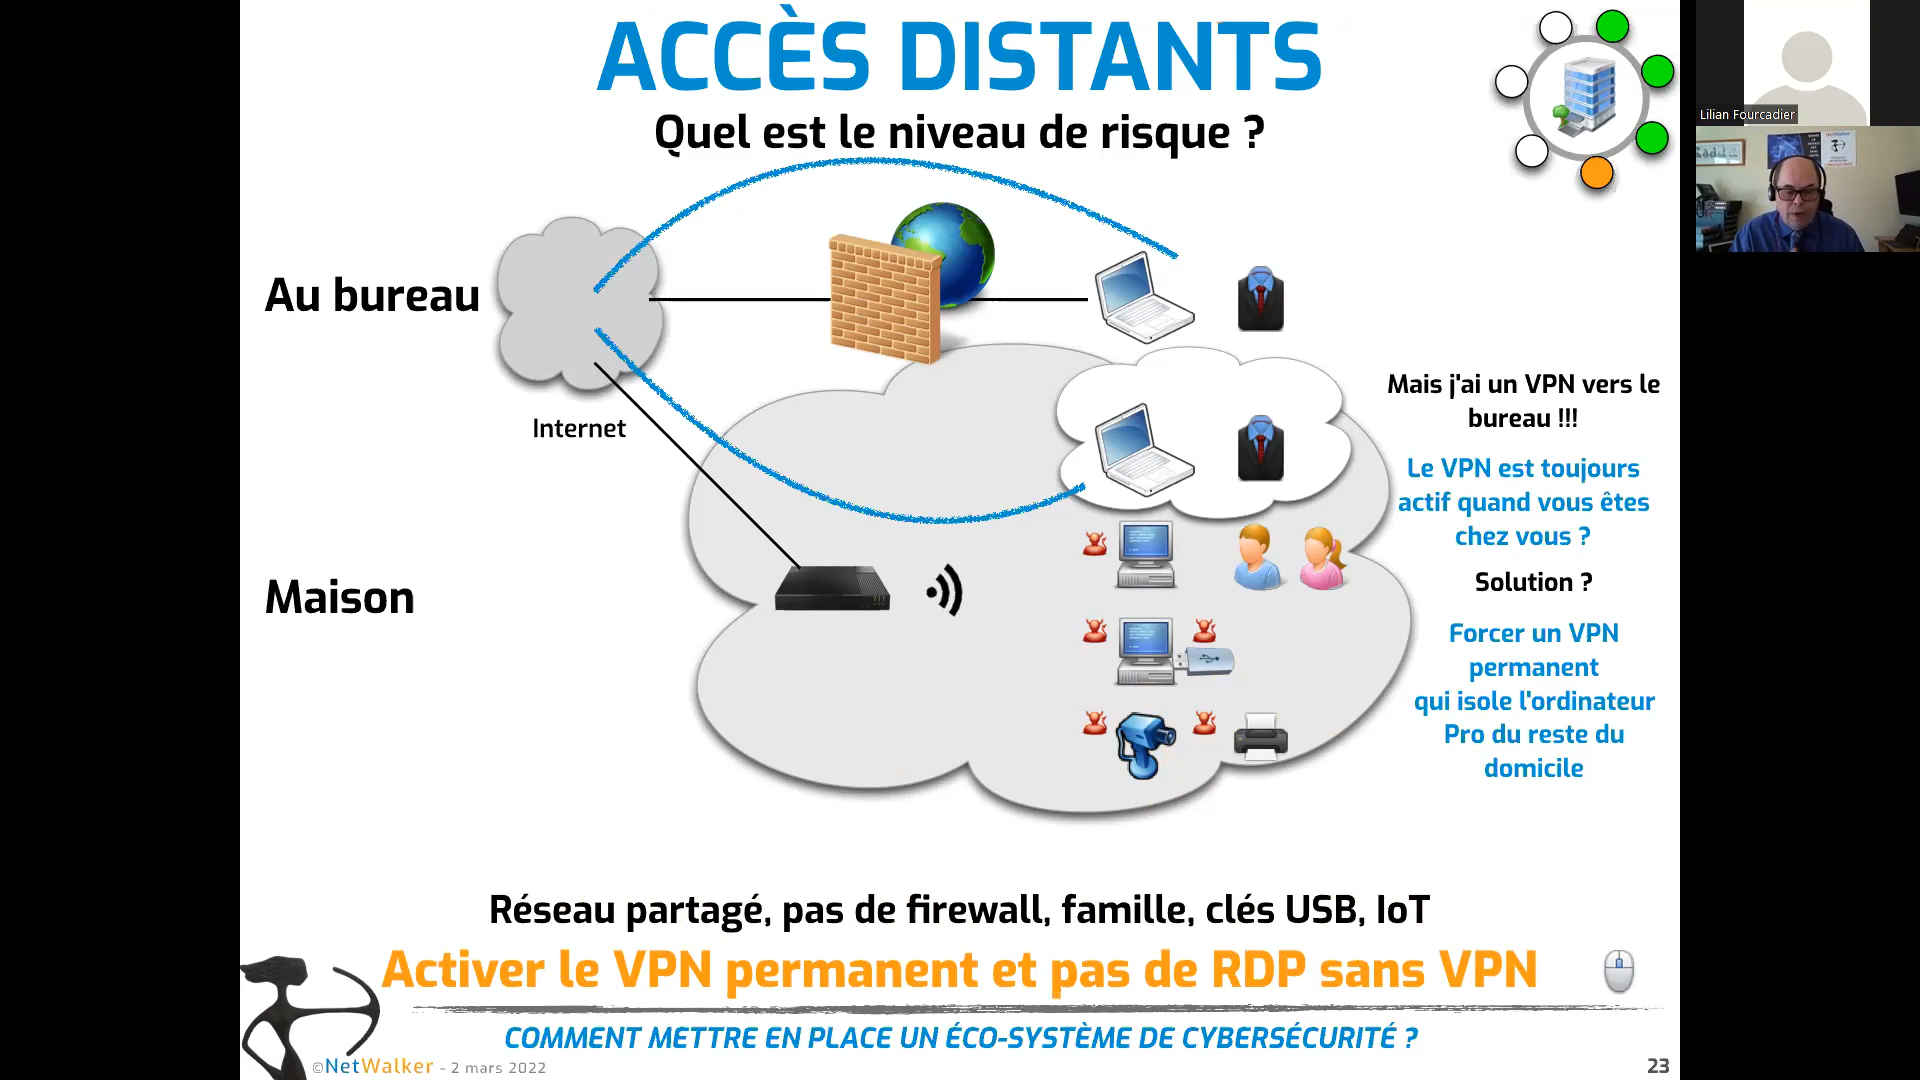 ACCÈS DISTANTS
Quel est le niveau de risque ?
Lilian Fourcadier
Au bureau
Internet
Maison
Mais j'ai un VPN vers le
bureau !!!
Le VPN est toujours
actif quand vous êtes
chez vous ?
Solution ?
Forcer un VPN
permanent
qui isole l'ordinateur
Pro du reste du
domicile
Réseau partagé, pas de firewall, famille, clés USB, IoT
Activer le VPN permanent et pas de RDP sans VPN
COMMENT METTRE EN PLACE UN ÉCO-SYSTÈME DE CYBERSÉCURITÉ ?
©NetWalker - 2 mars 2022
23